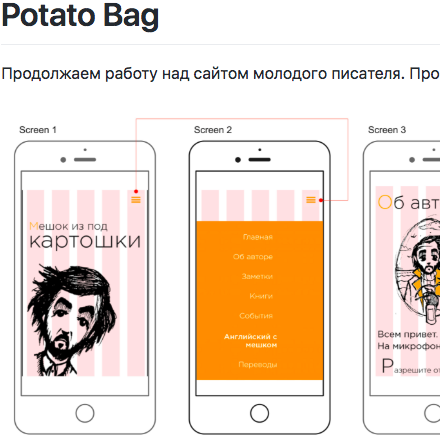 Potato Bag
Продолжаем работу над сайтом молодого писателя. Про
Screen 1
Screen 2
Screen 3
Мешок из под
картошки
Главная
Об авторе
Заметки
Книги
События
Английский с
мешком
Переводы
Об авт
Всем привет.
На микрофон
Разрешите от